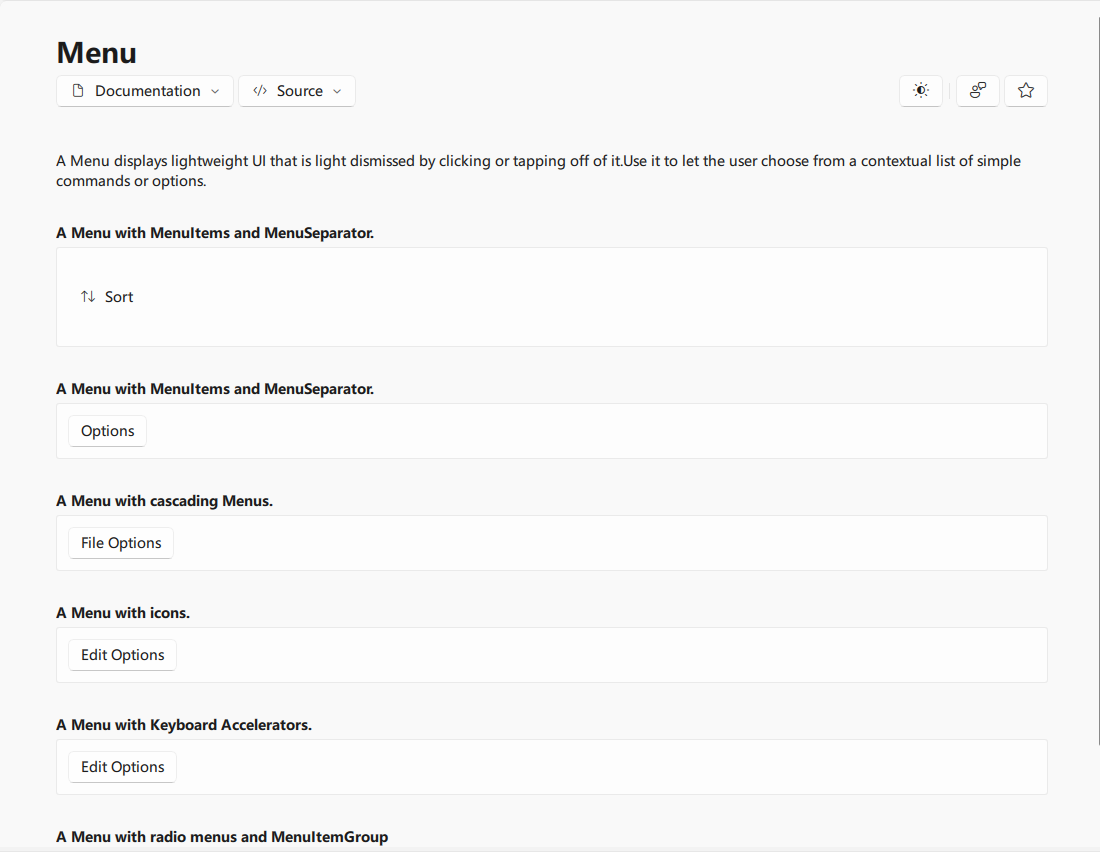 Menu
Documentation
Source
A Menu displays lightweight UI that is light dismissed by clicking or tapping off of it.Use it to let the user choose from a contextual list of simple
commands or options.
A Menu with MenuItems and MenuSeparator.
Sort
A Menu with MenuItems and MenuSeparator.
Options
A Menu with cascading Menus.
File Options
A Menu with icons.
Edit Options
A Menu with Keyboard Accelerators.
Edit Options
A Menu with radio menus and MenuItemGroup